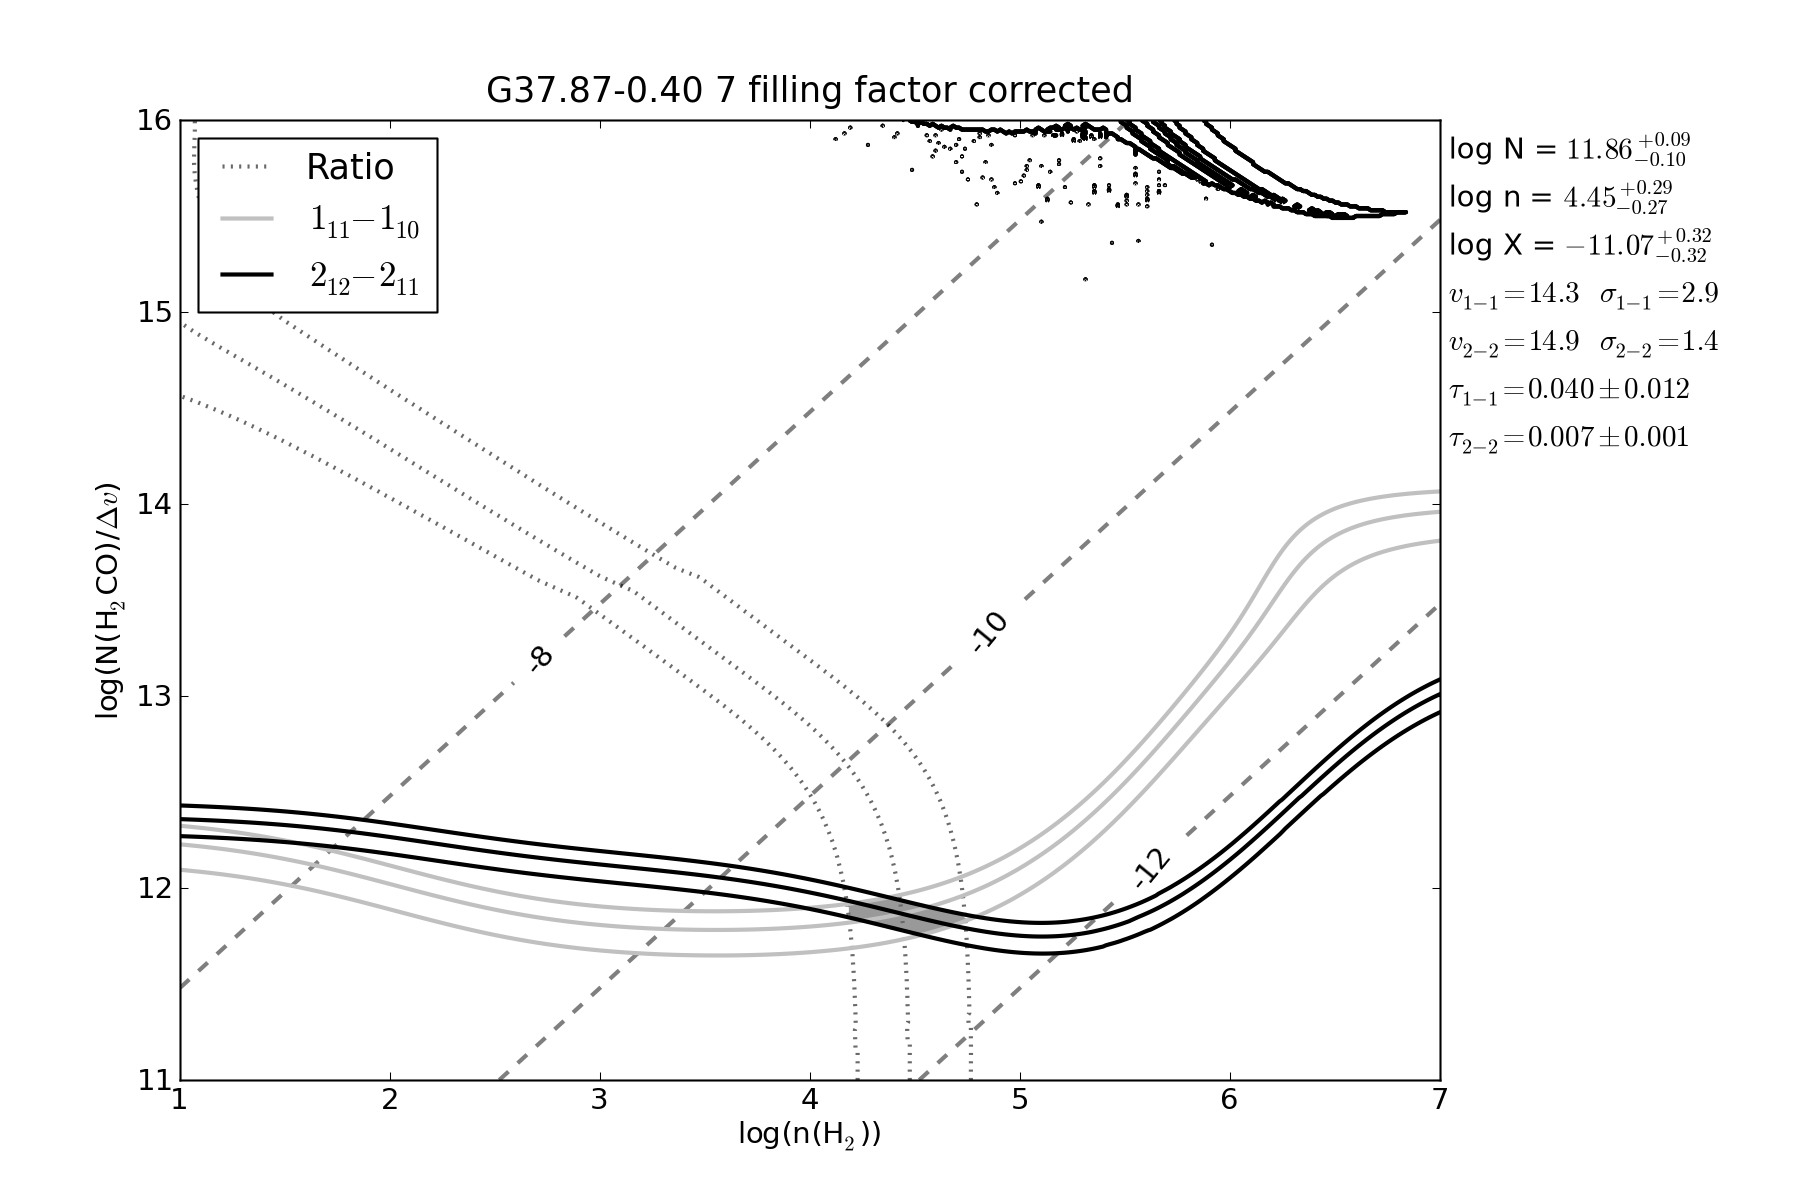 G37.87-0.40 7 filling factor corrected
16
15
14
13
12
11
1 2 3 4 5 6 7
log(N(H₂CO)/Δv)
log(n(H₂))
Ratio
1₁₁−1₁₀
2₁₂−2₁₁
-8
-10
-12
log N = 11.86 +0.09 −0.10
log n = 4.45 +0.29 −0.27
log X = −11.07 +0.32 −0.32
v₁₋₁=14.3 σ₁₋₁=2.9
v₂₋₂=14.9 σ₂₋₂=1.4
τ₁₋₁=0.040±0.012
τ₂₋₂=0.007±0.001